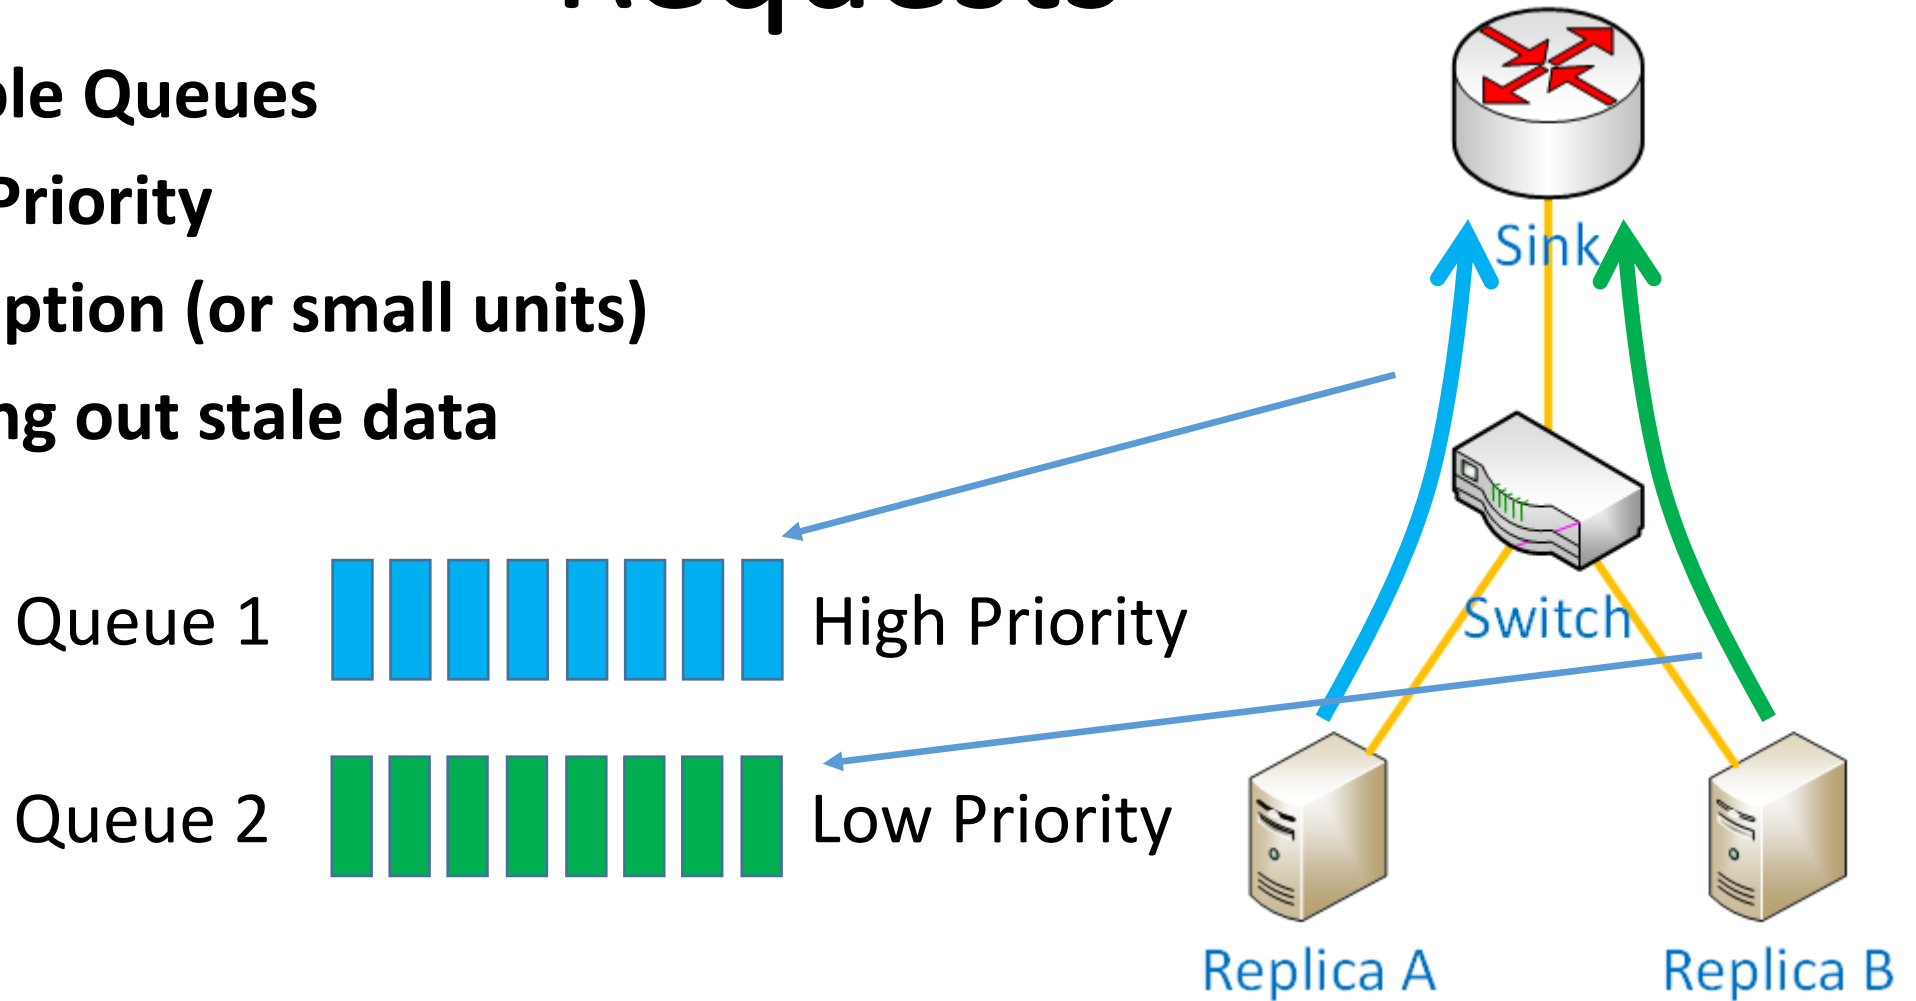 Requests
ple Queues
Priority
ption (or small units)
ng out stale data
Sink
Queue 1 High Priority
Switch
Queue 2 Low Priority
Replica A Replica B